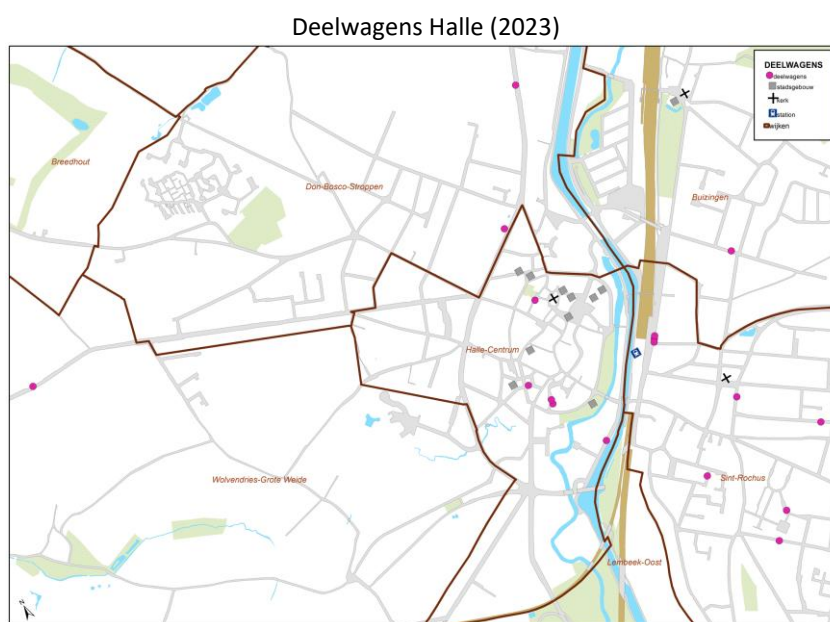 Deelwagens Halle (2023)
DEELWAGENS
deelwagens
stadsgebouw
kerk
station
wijken
Breedhout
Don-Bosco-Stroppen
Buizingen
Halle-Centrum
Wolvendries-Grote Weide
Sint-Rochus
Lembeek-Oost
N